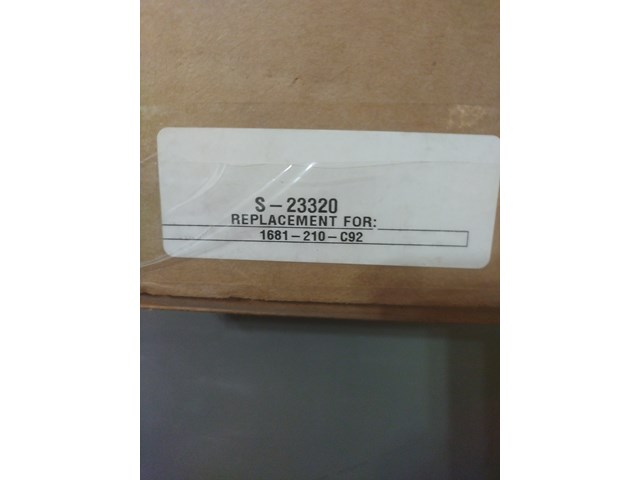 S-23320
REPLACEMENT FOR:
1681-210-C92